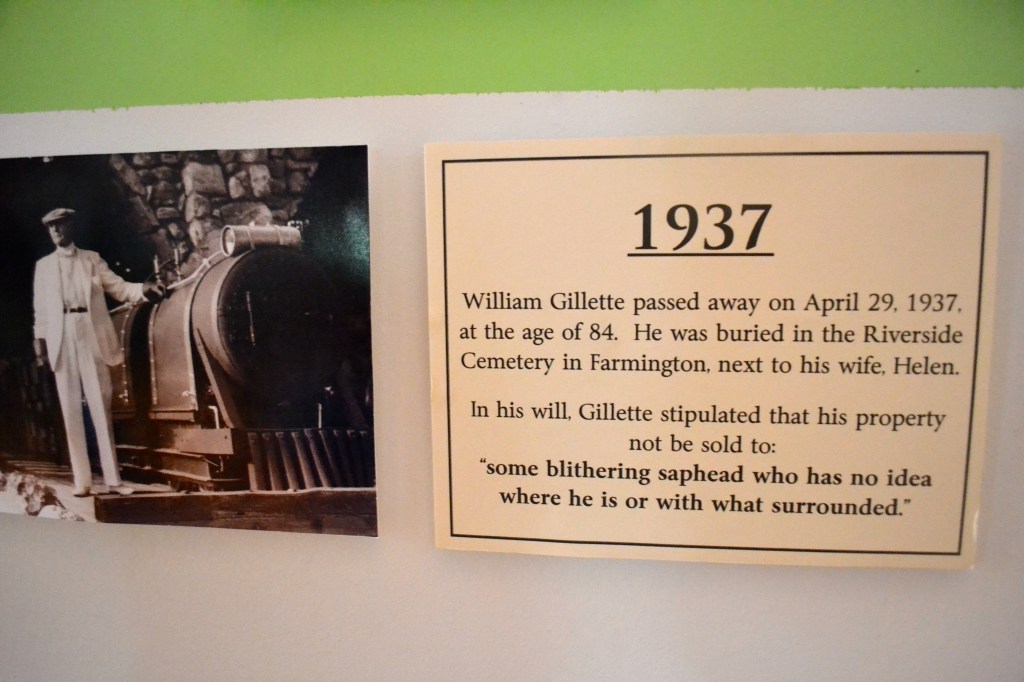 1937
William Gillette passed away on April 29, 1937,
at the age of 84. He was buried in the Riverside
Cemetery in Farmington, next to his wife, Helen.
In his will, Gillette stipulated that his property
not be sold to:
“some blithering saphead who has no idea
where he is or with what surrounded.”